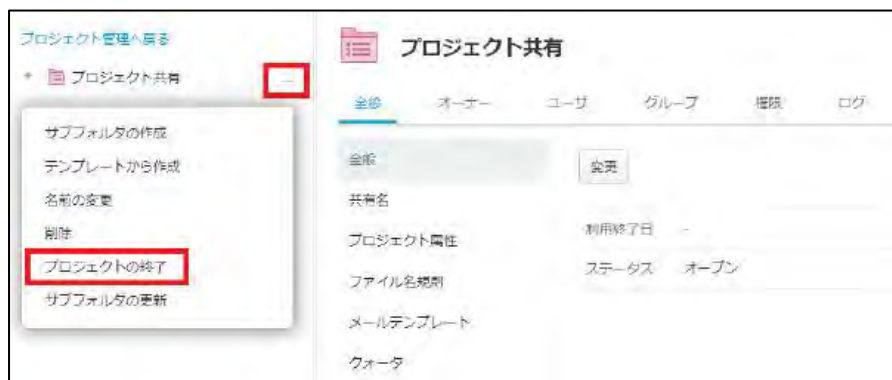 プロジェクト管理へ戻る
プロジェクト共有
...
サブフォルダの作成
テンプレートから作成
名前の変更
削除
プロジェクトの終了
サブフォルダの更新
プロジェクト共有
全般 オーナー ユーザ グループ 権限 ログ
全般
共有名
プロジェクト属性
ファイル名規則
メールテンプレート
クォータ
変更
利用終了日 -
ステータス オープン